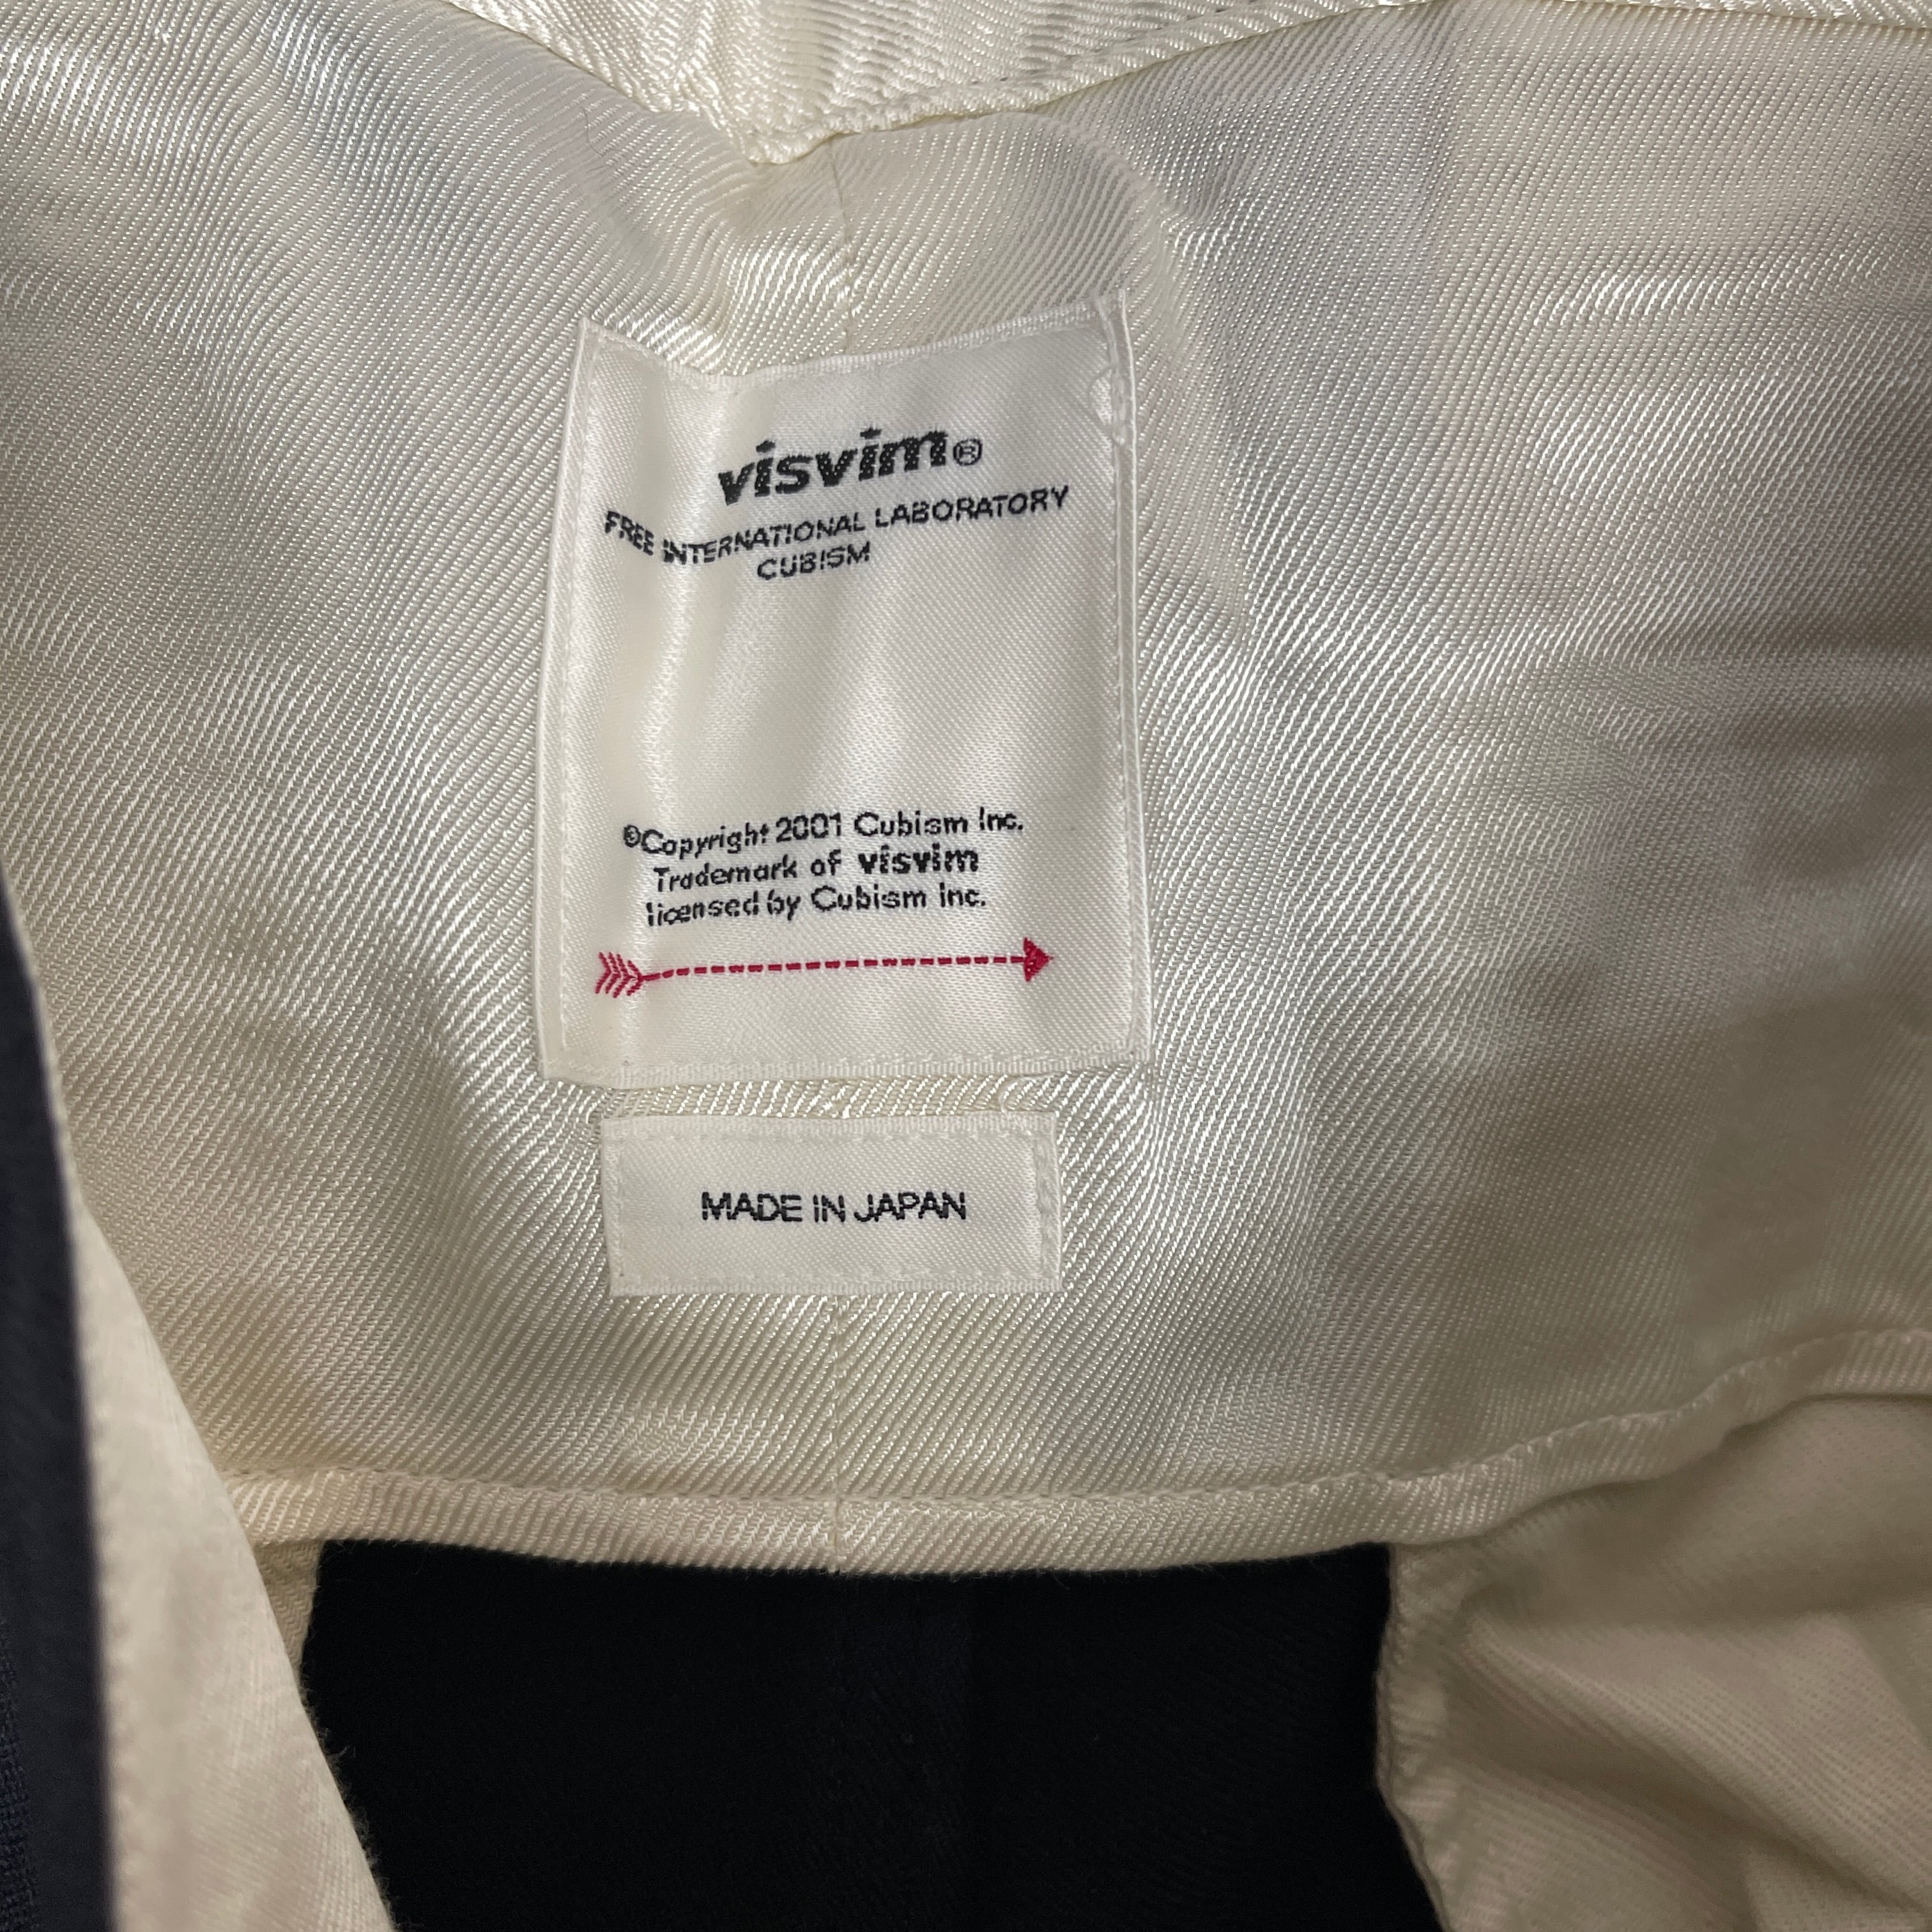 visvim®
FREE INTERNATIONAL LABORATORY
CUBISM
©Copyright 2001 Cubism Inc.
Trademark of visvim
licensed by Cubism Inc.
MADE IN JAPAN